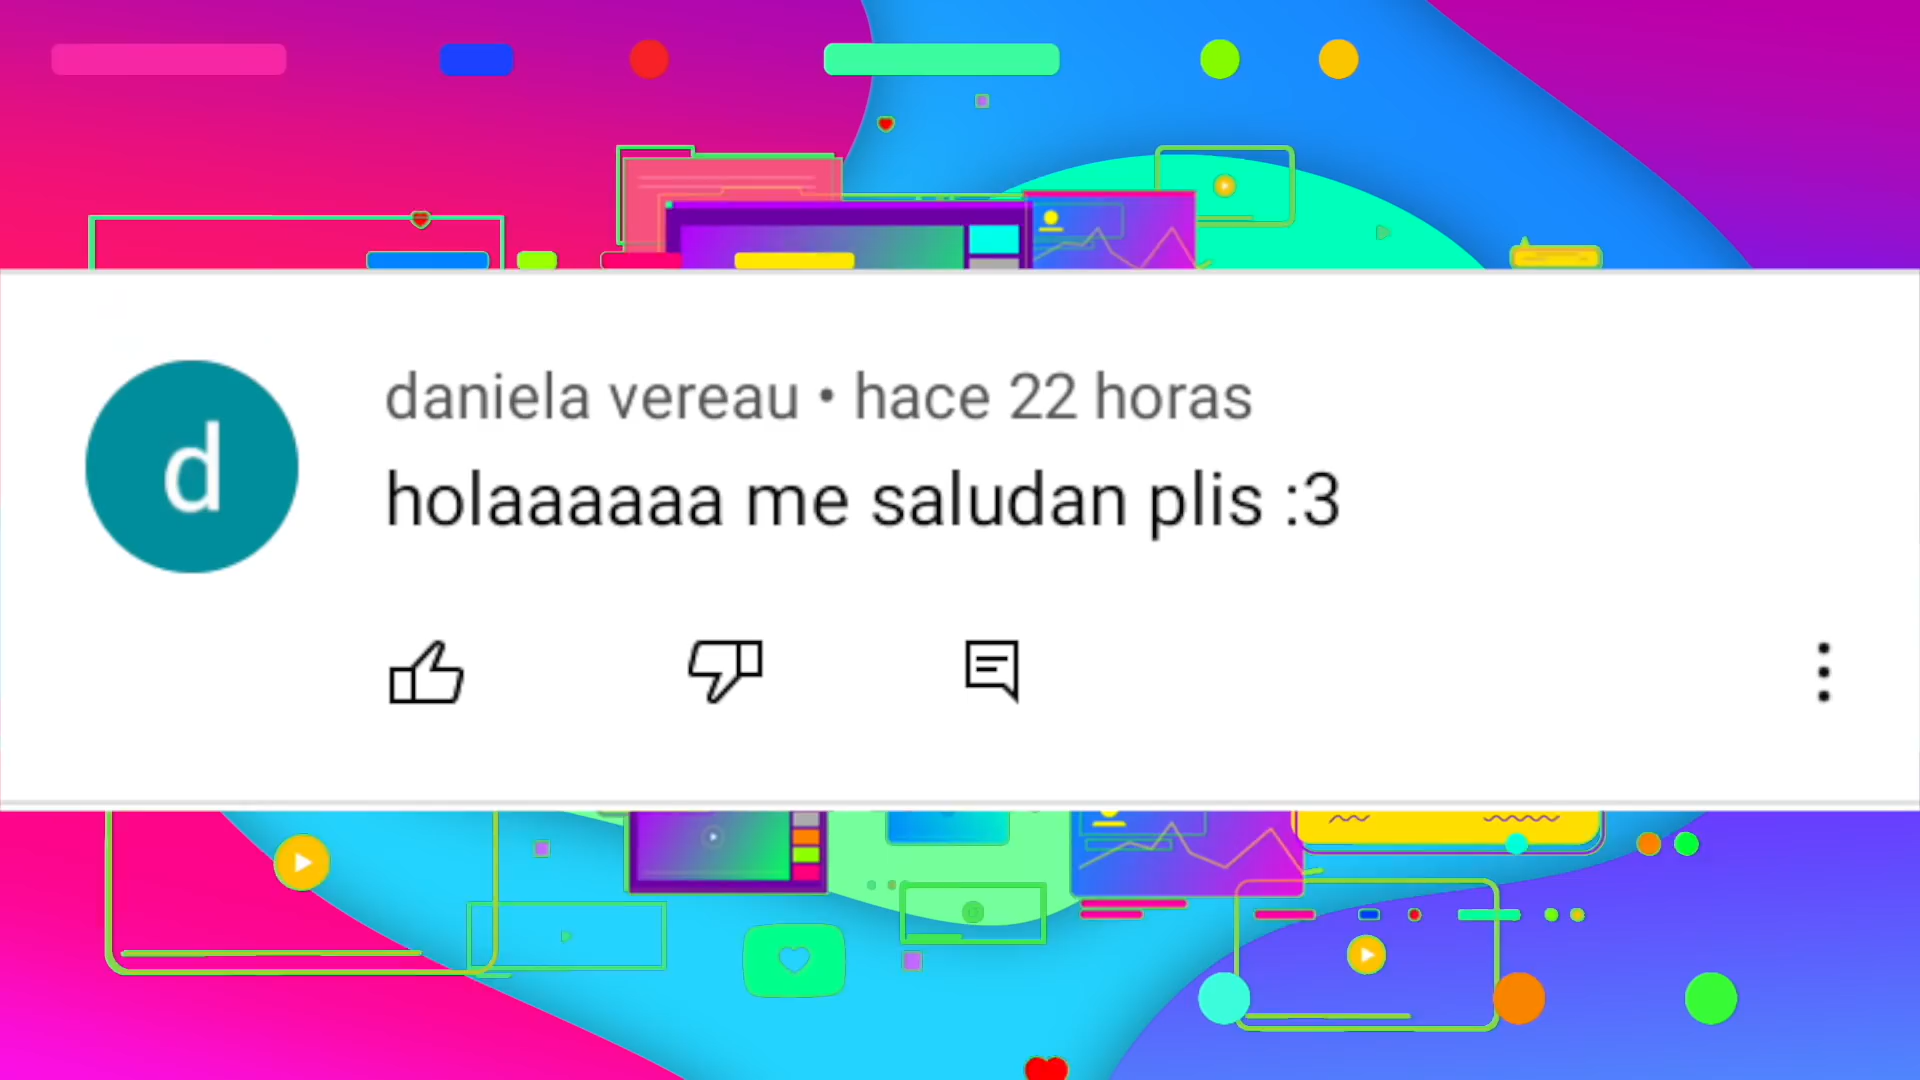 d
daniela vereau • hace 22 horas
holaaaaaa me saludan plis :3